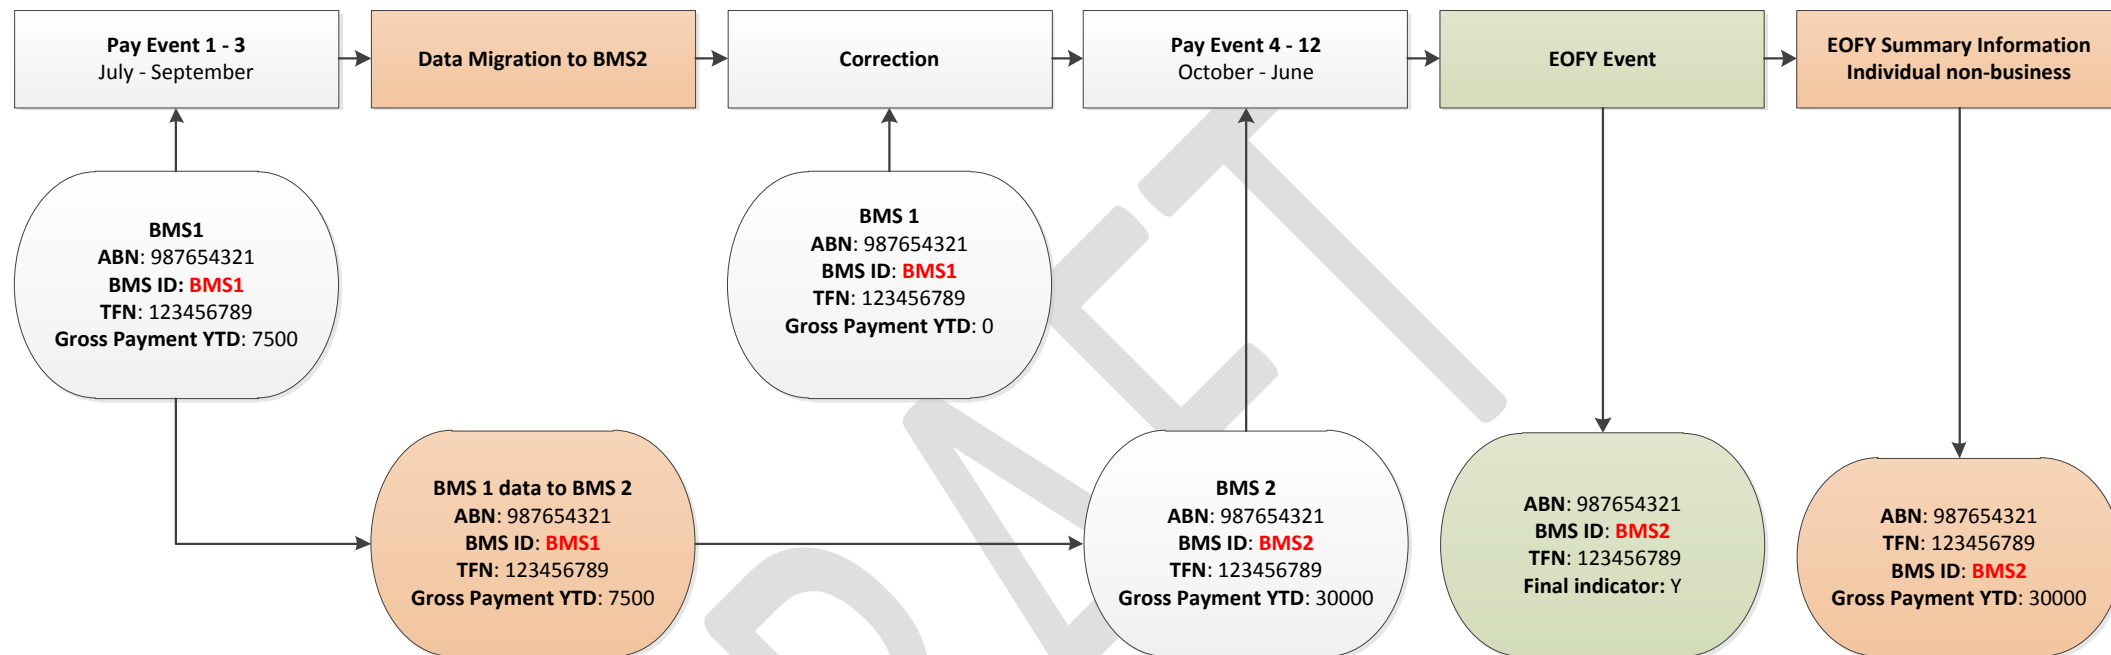 Pay Event 1 - 3
July - September
Data Migration to BMS2
Correction
Pay Event 4 - 12
October - June
EOFY Event
EOFY Summary Information
Individual non-business
BMS1
ABN: 987654321
BMS ID: BMS1
TFN: 123456789
Gross Payment YTD: 7500
BMS 1
ABN: 987654321
BMS ID: BMS1
TFN: 123456789
Gross Payment YTD: 0
BMS 1 data to BMS 2
ABN: 987654321
BMS ID: BMS1
TFN: 123456789
Gross Payment YTD: 7500
BMS 2
ABN: 987654321
BMS ID: BMS2
TFN: 123456789
Gross Payment YTD: 30000
ABN: 987654321
BMS ID: BMS2
TFN: 123456789
Final indicator: Y
ABN: 987654321
TFN: 123456789
BMS ID: BMS2
Gross Payment YTD: 30000
DRAFT